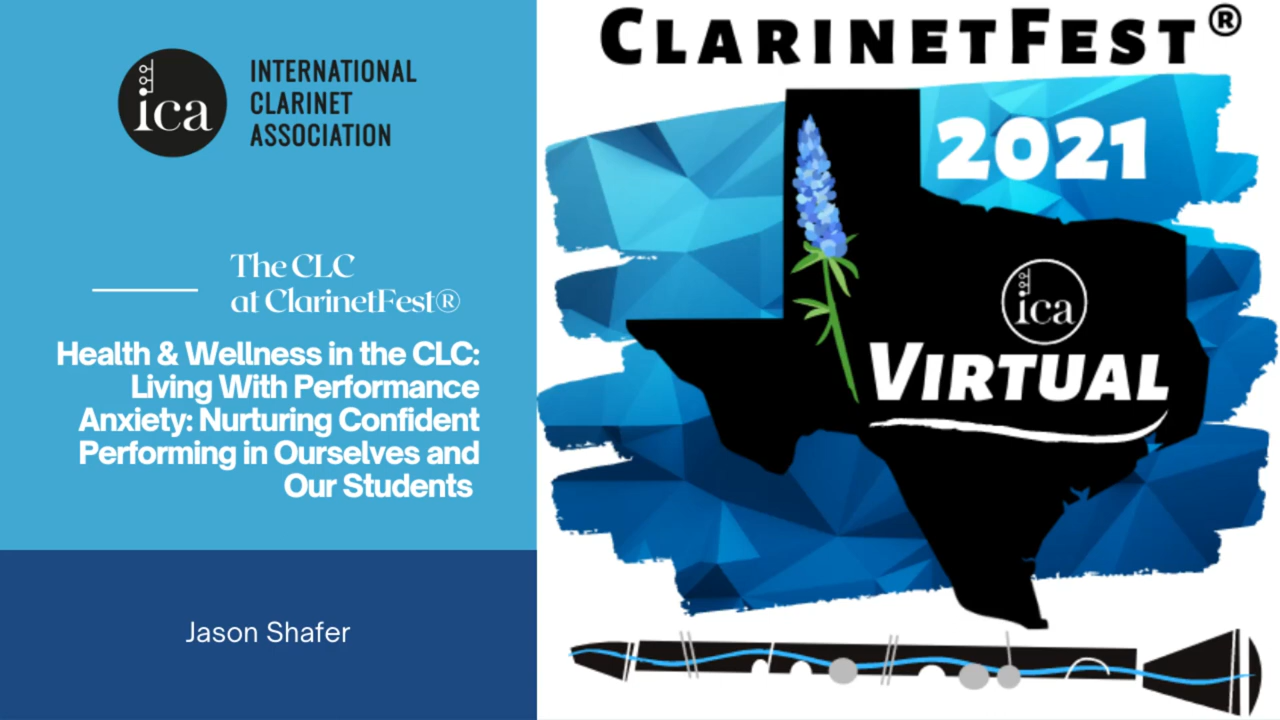 ica
INTERNATIONAL
CLARINET
ASSOCIATION
The CLC
at ClarinetFest®
Health & Wellness in the CLC:
Living With Performance
Anxiety: Nurturing Confident
Performing in Ourselves and
Our Students
Jason Shafer
CLARINETFEST®
2021
ica
VIRTUAL